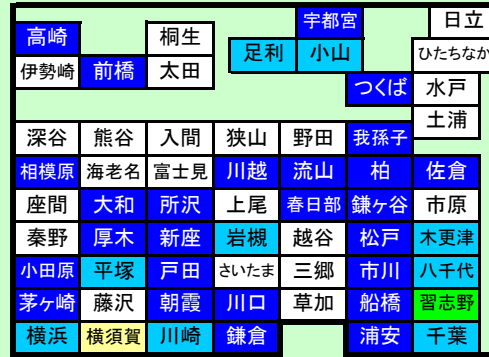 宇都宮 日立
高崎 桐生 足利 小山 ひたちなか
伊勢崎 前橋 太田 つくば 水戸
土浦
深谷 熊谷 入間 狭山 野田 我孫子
相模原 海老名 富士見 川越 流山 柏 佐倉
座間 大和 所沢 上尾 春日部 鎌ヶ谷 市原
秦野 厚木 新座 岩槻 越谷 松戸 木更津
小田原 平塚 戸田 さいたま 三郷 市川 八千代
茅ヶ崎 藤沢 朝霞 川口 草加 船橋 習志野
横浜 横須賀 川崎 鎌倉 浦安 千葉